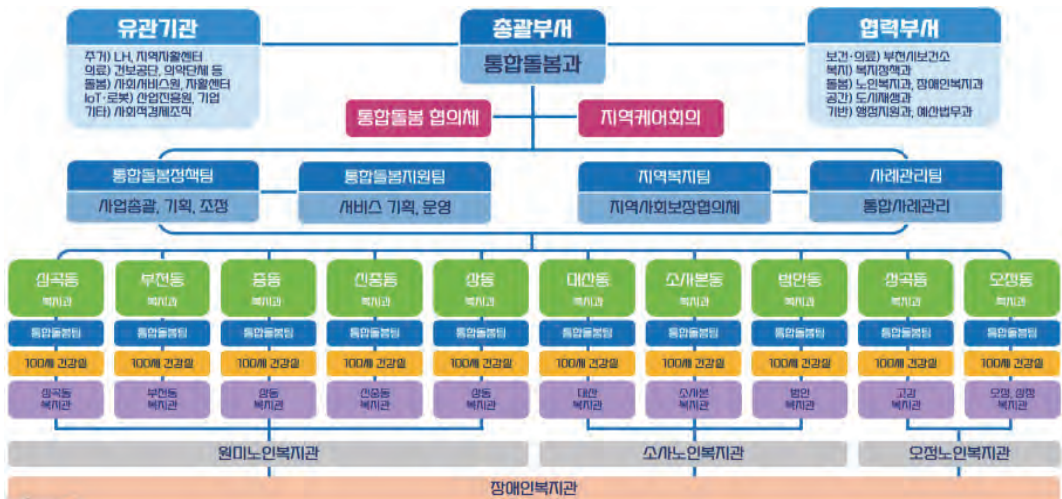 유관기관
주거) LH, 지역자활센터
의료) 건보공단, 의약단체 등
돌봄) 사회서비스원, 자활센터
IoT·로봇) 산업진흥원, 기업
기타) 사회적경제조직
총괄부서
통합돌봄과
협력부서
보건·의료) 부천시보건소
복지) 복지정책과
돌봄) 노인복지과, 장애인복지과
공간) 도시재생과
기반) 행정지원과, 예산법무과
통합돌봄 협의체
지역케어회의
통합돌봄정책팀
사업총괄, 기획, 조정
통합돌봄지원팀
서비스 기획, 운영
지역복지팀
지역사회보장협의체
사례관리팀
통합사례관리
심곡동 부천동 중동 신중동 상동 대산동 소사본동 범안동 성곡동 오정동
복지과 복지과 복지과 복지과 복지과 복지과 복지과 복지과 복지과 복지과
통합돌봄팀 통합돌봄팀 통합돌봄팀 통합돌봄팀 통합돌봄팀 통합돌봄팀 통합돌봄팀 통합돌봄팀 통합돌봄팀 통합돌봄팀
100세 건강실 100세 건강실 100세 건강실 100세 건강실 100세 건강실 100세 건강실 100세 건강실 100세 건강실 100세 건강실 100세 건강실
심곡동 부천동 상동 신중동 상동 대산 소사본 범안 고강 오정, 삼정
복지관 복지관 복지관 복지관 복지관 복지관 복지관 복지관 복지관 복지관
원미노인복지관 소사노인복지관 오정노인복지관
장애인복지관